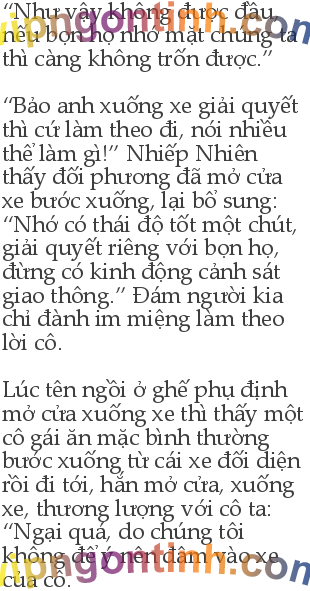 “Như vậy không được đâu,
nếu bọn họ nhớ mặt chúng ta
thì càng không trốn được.”
“Bảo anh xuống xe giải quyết
thì cứ làm theo đi, nói nhiều
thế làm gì!” Nhiếp Nhiên
thấy đối phương đã mở cửa
xe bước xuống, lại bổ sung:
“Nhớ có thái độ tốt một chút,
giải quyết riêng với bọn họ,
đừng có kinh động cảnh sát
giao thông.” Đám người kia
chỉ đành im miệng làm theo
lời cô.
Lúc tên ngồi ở ghế phụ định
mở cửa xuống xe thì thấy một
cô gái ăn mặc bình thường
bước xuống từ cái xe đối diện
rồi đi tới, hắn mở cửa, xuống
xe, thương lượng với cô ta:
“Ngại quá, do chúng tôi
không để ý nên đâm vào xe
của cô.
vipngontinh.com
vipngontinh.com